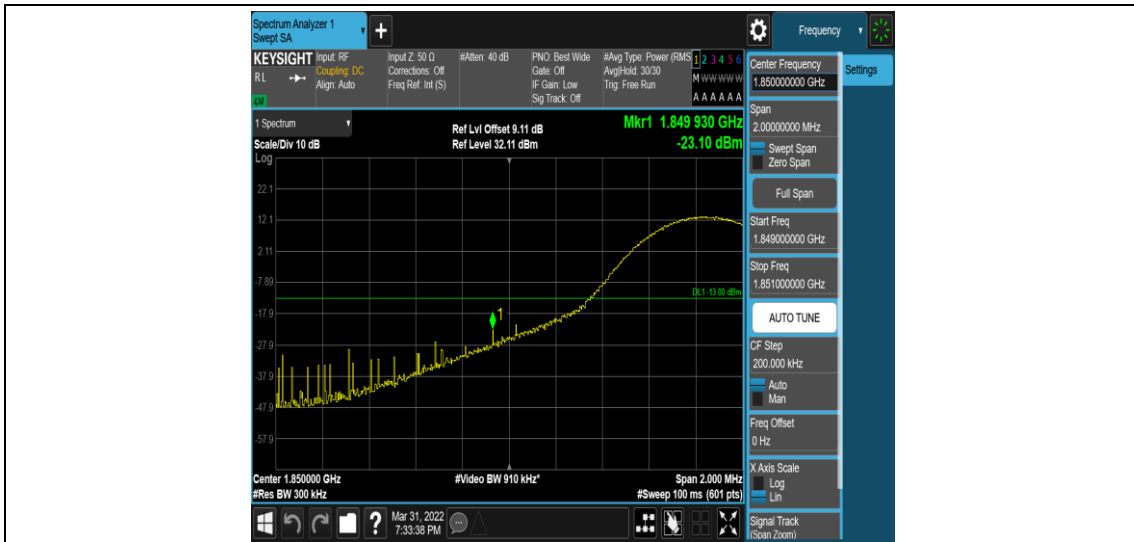 Spectrum Analyzer 1
Swept SA
+
Frequency
KEYSIGHT
RL
LXI
Input: RF
Coupling: DC
Align: Auto
Input Z: 50 Ω
Corrections: Off
Freq Ref: Int (S)
#Atten: 40 dB
PNO: Best Wide
Gate: Off
IF Gain: Low
Sig Track: Off
#Avg Type: Power (RMS
Avg|Hold: 30/30
Trig: Free Run
1 2 3 4 5 6
M W W W W W
A A A A A A
Center Frequency
1.850000000 GHz
Settings
Span
2.00000000 MHz
Swept Span
Zero Span
Full Span
Start Freq
1.849000000 GHz
Stop Freq
1.851000000 GHz
AUTO TUNE
CF Step
200.000 kHz
Auto
Man
Freq Offset
0 Hz
X Axis Scale
Log
Lin
Signal Track
(Span Zoom)
1 Spectrum
Scale/Div 10 dB
Ref Lvl Offset 9.11 dB
Ref Level 32.11 dBm
Mkr1 1.849 930 GHz
-23.10 dBm
Log
22.1
12.1
2.11
-7.89
DL1 -13.00 dBm
-17.9
1
-27.9
-37.9
-47.9
-57.9
Center 1.850000 GHz
#Video BW 910 kHz*
Span 2.000 MHz
#Res BW 300 kHz
#Sweep 100 ms (601 pts)
?
Mar 31, 2022
7:33:38 PM